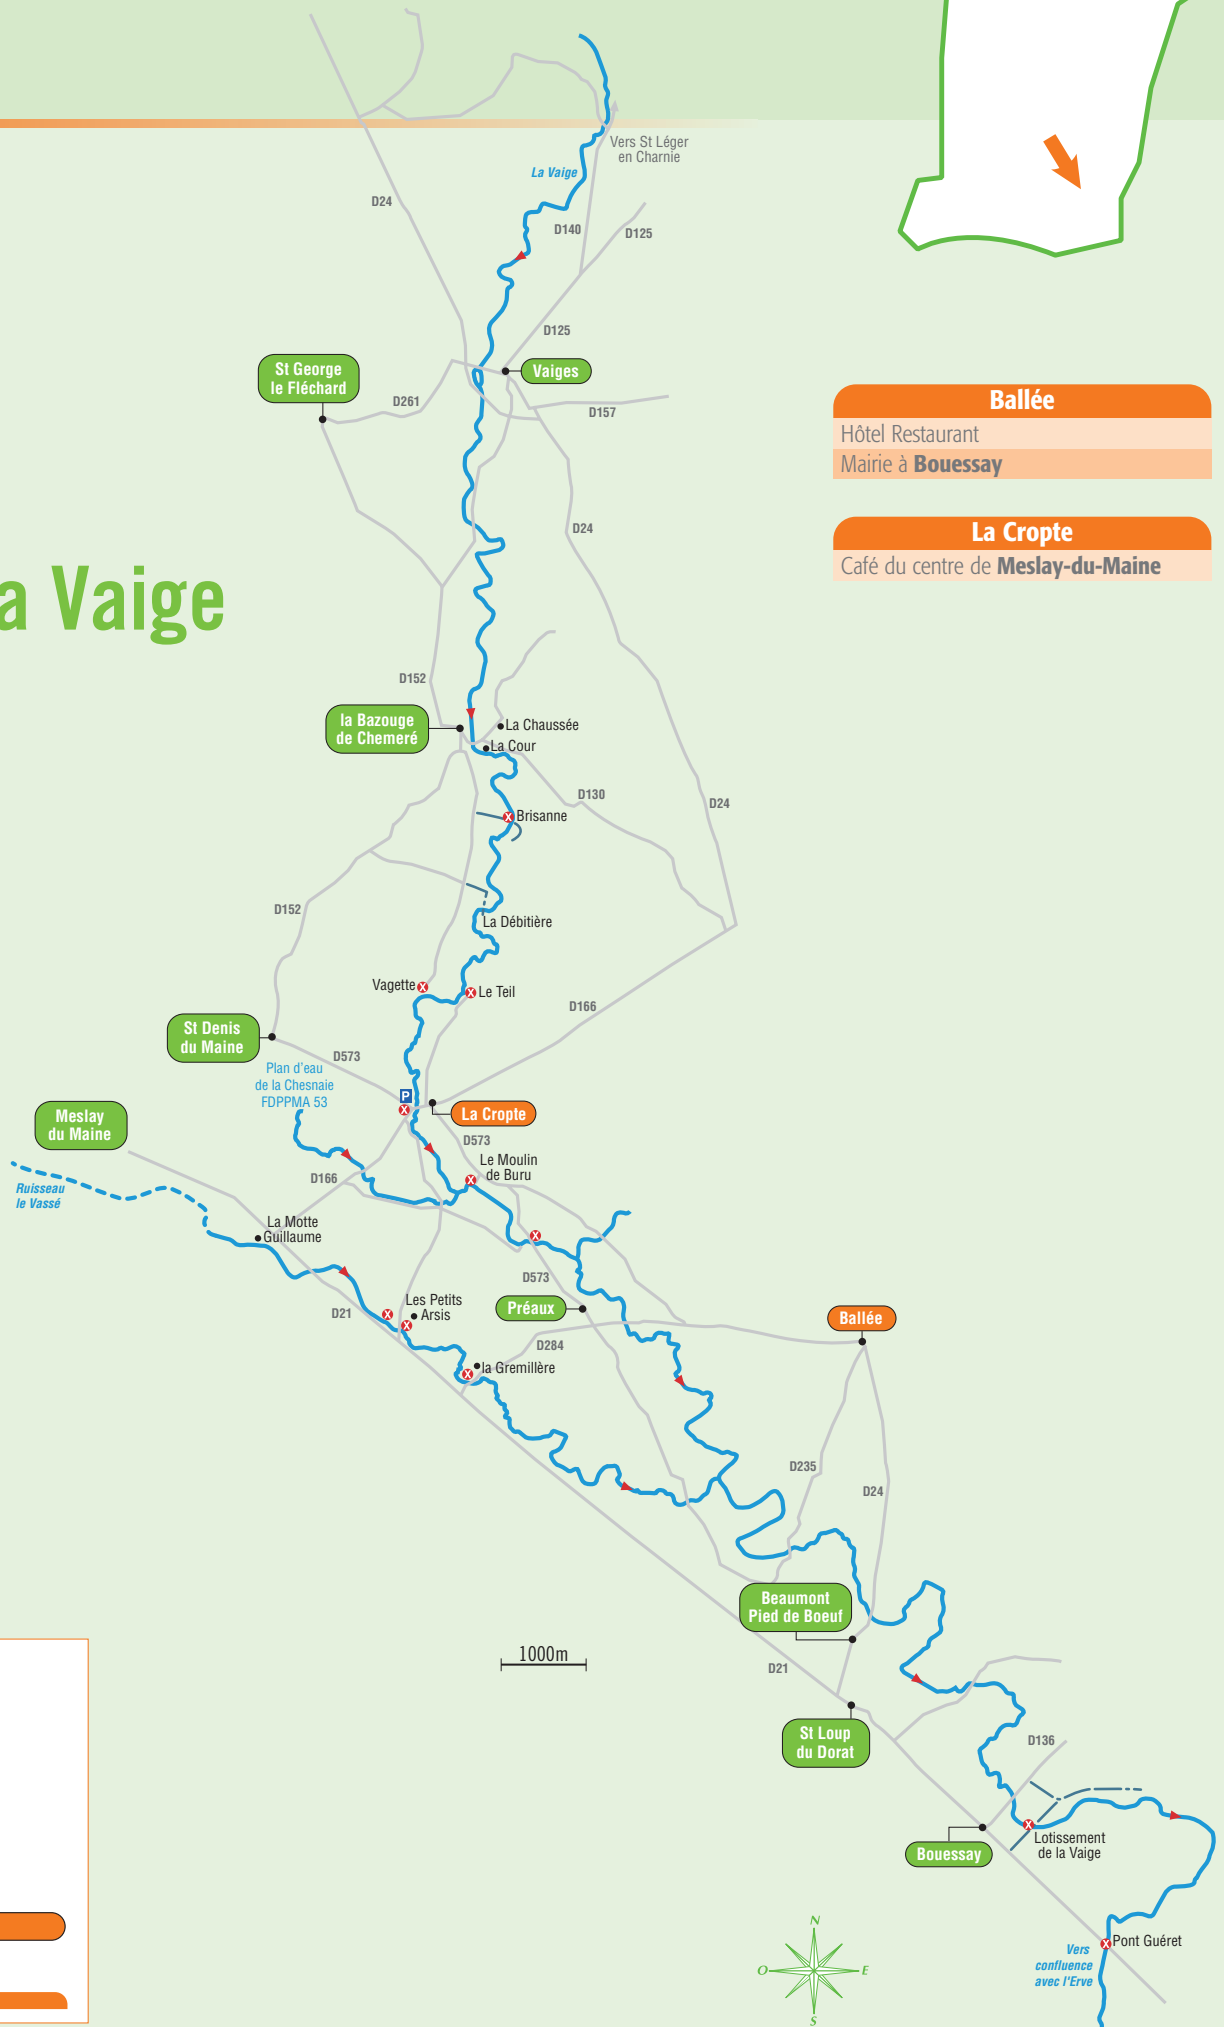 Vers St Léger
en Charnie
La Vaige
D24
D140
D125
D125
St George
le Fléchard
Vaiges
D261
D157
Ballée
Hôtel Restaurant
Mairie à Bouessay
D24
La Cropte
Café du centre de Meslay-du-Maine
a Vaige
D152
la Bazouge
de Chemeré
La Chaussée
La Cour
D130
D24
X Brisanne
D152
La Débitière
Vagette X
X Le Teil
D166
St Denis
du Maine
D573
Plan d'eau
de la Chesnaie
FDPPMA 53
P
X
La Cropte
Meslay
du Maine
D573
Le Moulin
de Buru
X
D166
Ruisseau
le Vassé
La Motte
Guillaume
X
D573
Les Petits
Arsis
X
X
D21
Préaux
Ballée
D284
la Gremillère
X
D235
D24
Beaumont
Pied de Boeuf
1000m
D21
St Loup
du Dorat
D136
X
Lotissement
de la Vaige
Bouessay
N
O
E
S
X Pont Guéret
Vers
confluence
avec l'Erve